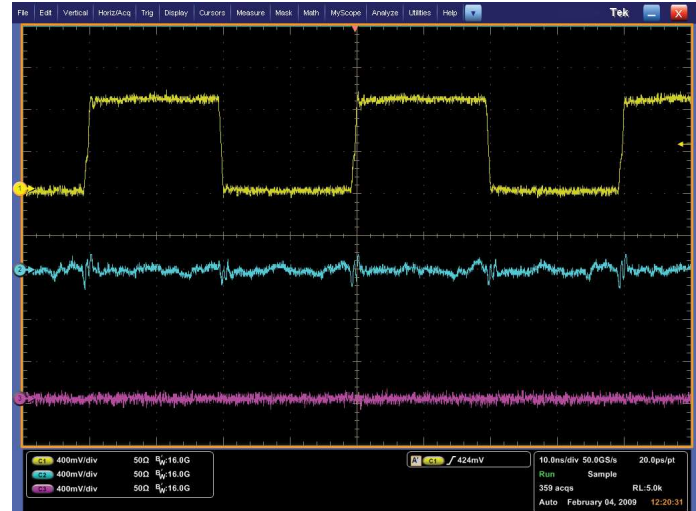 File Edit Vertical Horiz/Acq Trig Display Cursors Measure Mask Math MyScope Analyze Utilities Help Tek X
1
2
3
C1 400mV/div 50Ω BW:16.0G
C2 400mV/div 50Ω BW:16.0G
C3 400mV/div 50Ω BW:16.0G
A' C1 424mV
10.0ns/div 50.0GS/s 20.0ps/pt
Run Sample
359 acqs RL:5.0k
Auto February 04, 2009 12:20:31